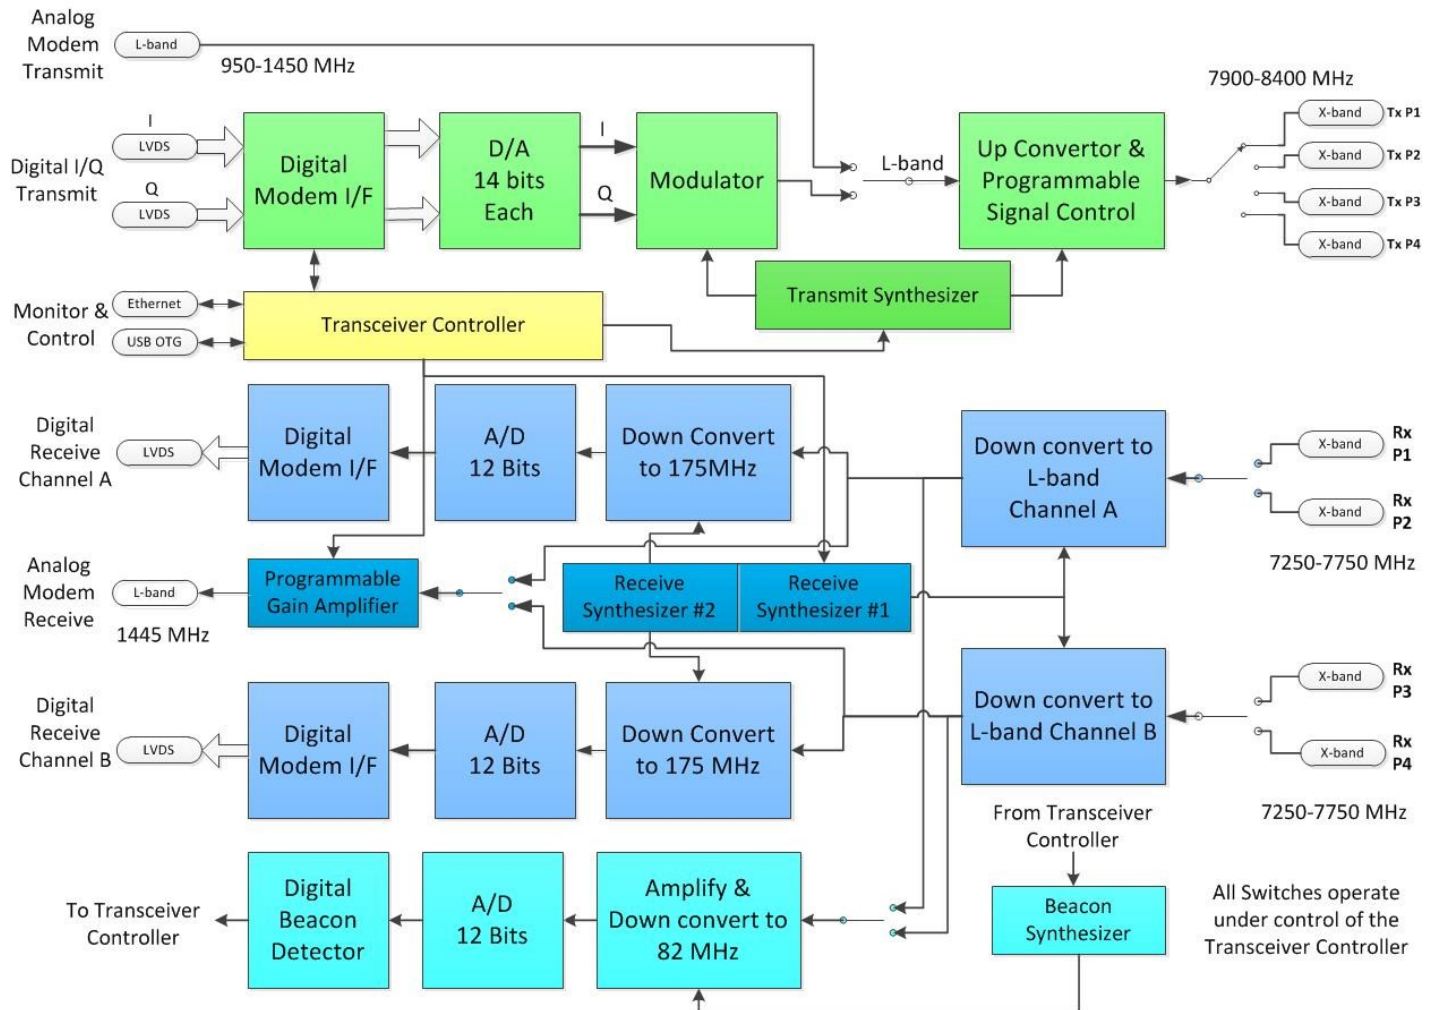 Analog
Modem
Transmit
L-band
950-1450 MHz
7900-8400 MHz
X-band Tx P1
X-band Tx P2
X-band Tx P3
X-band Tx P4
Digital I/Q
Transmit
I
LVDS
Q
LVDS
Digital
Modem I/F
D/A
14 bits
Each
I
Q
Modulator
L-band
Up Convertor &
Programmable
Signal Control
Transmit Synthesizer
Monitor &
Control
Ethernet
USB OTG
Transceiver Controller
Digital
Receive
Channel A
LVDS
Digital
Modem I/F
A/D
12 Bits
Down Convert
to 175MHz
Down convert to
L-band
Channel A
X-band
Rx
P1
X-band
Rx
P2
7250-7750 MHz
Analog
Modem
Receive
L-band
1445 MHz
Programmable
Gain Amplifier
Receive
Synthesizer #2
Receive
Synthesizer #1
Digital
Receive
Channel B
LVDS
Digital
Modem I/F
A/D
12 Bits
Down Convert
to 175 MHz
Down convert to
L-band Channel B
X-band
Rx
P3
X-band
Rx
P4
7250-7750 MHz
To Transceiver
Controller
Digital
Beacon
Detector
A/D
12 Bits
Amplify &
Down convert to
82 MHz
From Transceiver
Controller
Beacon
Synthesizer
All Switches operate
under control of the
Transceiver Controller